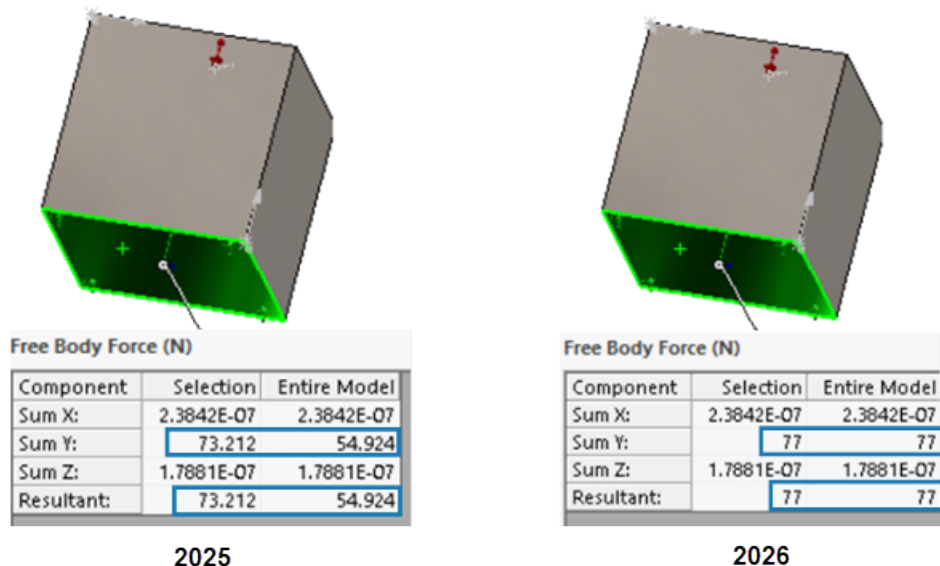 Free Body Force (N)
Component Selection Entire Model
Sum X: 2.3842E-07 2.3842E-07
Sum Y: 73.212 54.924
Sum Z: 1.7881E-07 1.7881E-07
Resultant: 73.212 54.924
2025
Free Body Force (N)
Component Selection Entire Model
Sum X: 2.3842E-07 2.3842E-07
Sum Y: 77 77
Sum Z: 1.7881E-07 1.7881E-07
Resultant: 77 77
2026